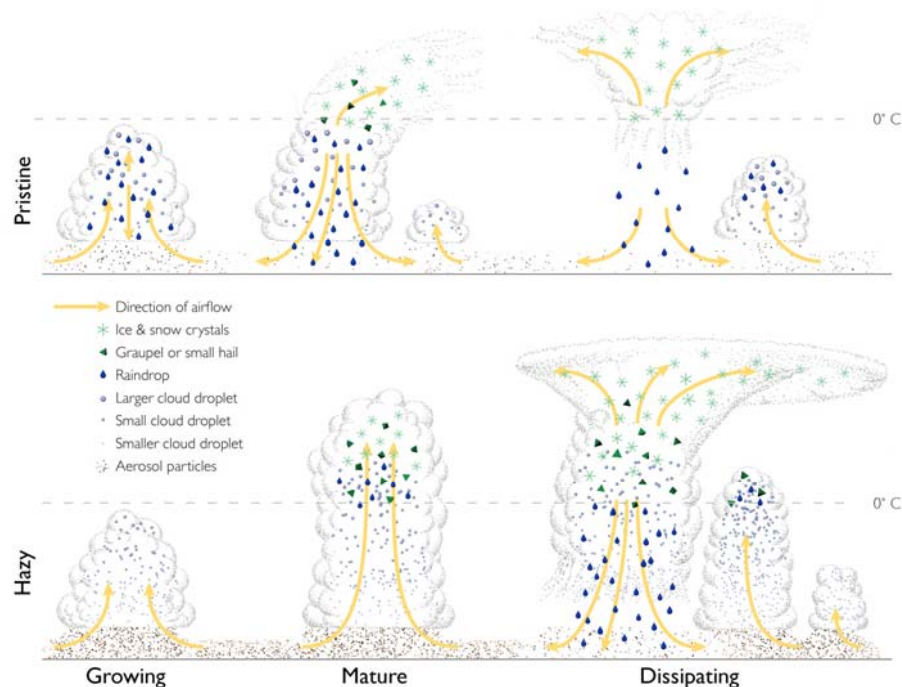 0° C
Pristine
Direction of airflow
Ice & snow crystals
Graupel or small hail
Raindrop
Larger cloud droplet
Small cloud droplet
Smaller cloud droplet
Aerosol particles
0° C
Hazy
Growing
Mature
Dissipating